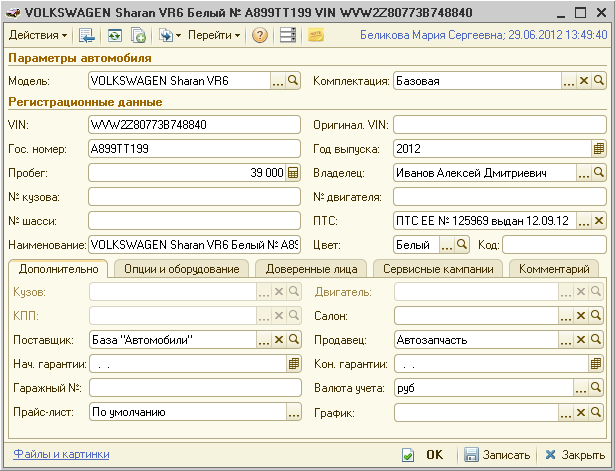 VOLKSWAGEN Sharan VR6 Белый № A899TT199 VIN WVW2Z80773B748840
Действия Перейти Беликова Мария Сергеевна; 29.06.2012 13:49:40
Параметры автомобиля
Модель: VOLKSWAGEN Sharan VR6 ... Комплектация: Базовая ...
Регистрационные данные
VIN: WVW2Z80773B748840 Оригинал. VIN:
Гос. номер: A899TT199 Год выпуска: 2012
Пробег: 39 000 Владелец: Иванов Алексей Дмитриевич ...
№ кузова: № двигателя:
№ шасси: ПТС: ПТС ЕЕ № 125969 выдан 12.09.12 ...
Наименование: VOLKSWAGEN Sharan VR6 Белый № A89 Цвет: Белый ... Код:
Дополнительно Опции и оборудование Доверенные лица Сервисные кампании Комментарий
Кузов: ... Двигатель: ...
КПП: ... Салон: ...
Поставщик: База "Автомобили" ... Продавец: Автозапчасть ...
Нач. гарантии: . . Кон. гарантии: . .
Гаражный №: Валюта учета: руб ...
Прайс-лист: По умолчанию ... График: ...
Файлы и картинки OK Записать Закрыть